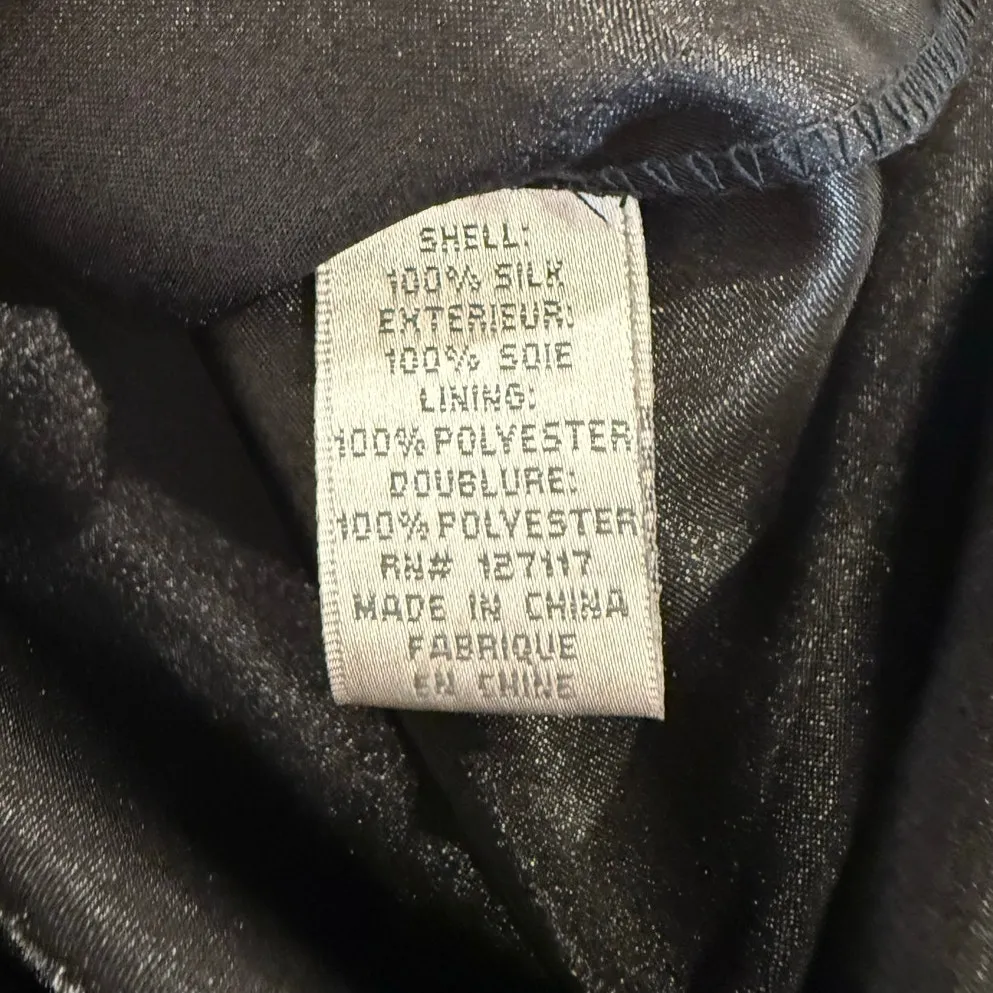 SHELL:
100% SILK
EXTERIEUR:
100% SOIE
LINING:
100% POLYESTER
DOUBLURE:
100% POLYESTER
RN# 127117
MADE IN CHINA
FABRIQUE
EN CHINE